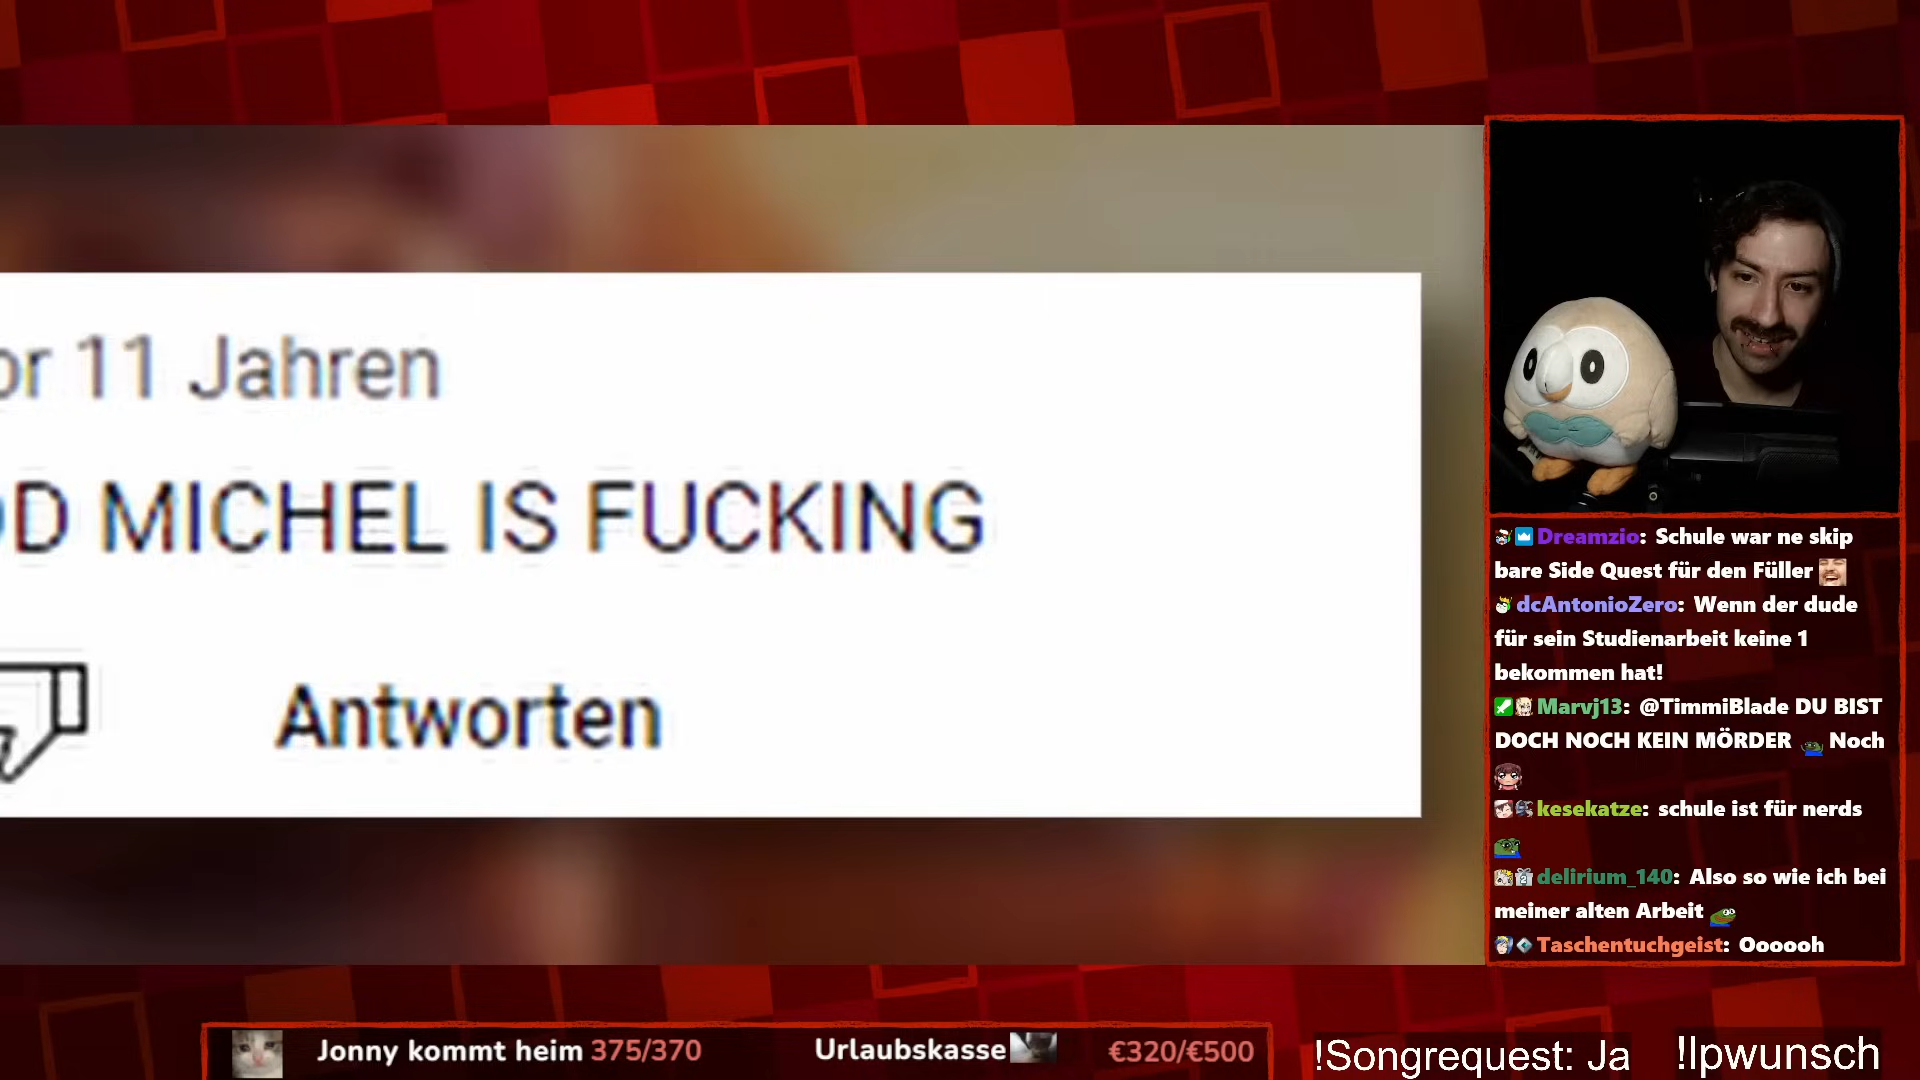 or 11 Jahren
OD MICHEL IS FUCKING
Antworten
Dreamzio: Schule war ne skip
bare Side Quest für den Füller
dcAntonioZero: Wenn der dude
für sein Studienarbeit keine 1
bekommen hat!
Marvj13: @TimmiBlade DU BIST
DOCH NOCH KEIN MÖRDER Noch
kesekatze: schule ist für nerds
delirium_140: Also so wie ich bei
meiner alten Arbeit
Taschentuchgeist: Oooooh
Jonny kommt heim 375/370
Urlaubskasse €320/€500
!Songrequest: Ja
!lpwunsch